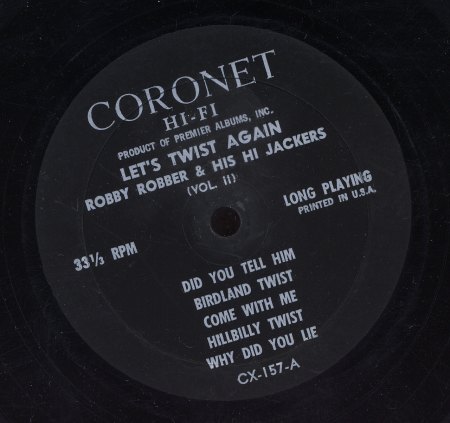 CORONET
HI-FI
PRODUCT OF PREMIER ALBUMS, INC.
LET'S TWIST AGAIN
ROBBY ROBBER & HIS HI JACKERS
(VOL. II)
33⅓ RPM
LONG PLAYING
PRINTED IN U.S.A.
DID YOU TELL HIM
BIRDLAND TWIST
COME WITH ME
HILLBILLY TWIST
WHY DID YOU LIE
CX-157-A